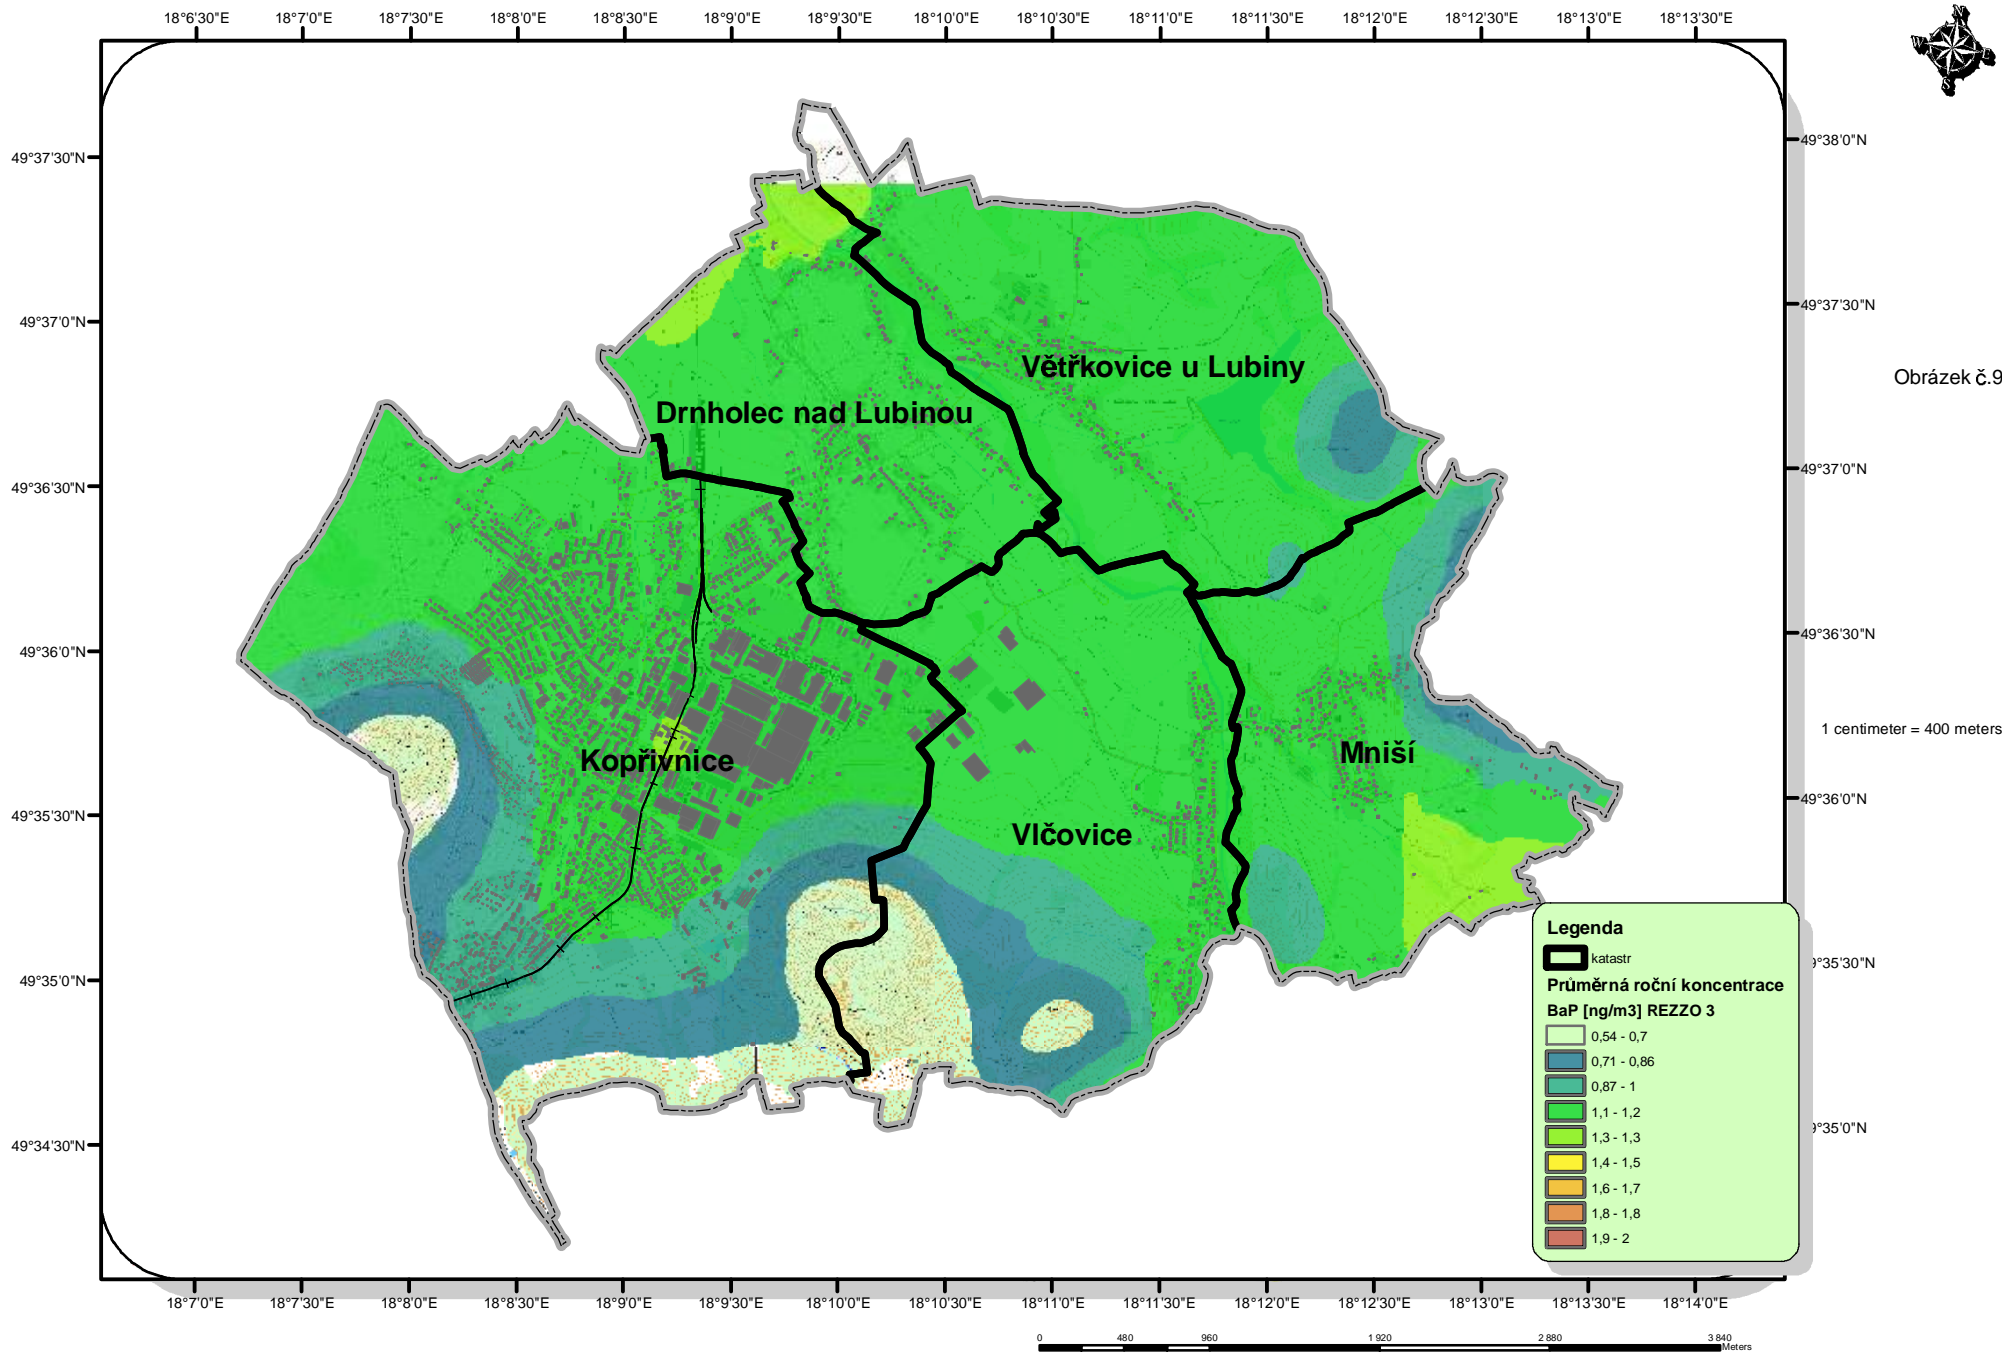 18°6'30"E 18°7'0"E 18°7'30"E 18°8'0"E 18°8'30"E 18°9'0"E 18°9'30"E 18°10'0"E 18°10'30"E 18°11'0"E 18°11'30"E 18°12'0"E 18°12'30"E 18°13'0"E 18°13'30"E
49°37'30"N
49°37'0"N
49°36'30"N
49°36'0"N
49°35'30"N
49°35'0"N
49°34'30"N
49°38'0"N
49°37'30"N
49°37'0"N
49°36'30"N
49°36'0"N
9°35'30"N
9°35'0"N
Obrázek č.9
1 centimeter = 400 meters
Větřkovice u Lubiny
Drnholec nad Lubinou
Kopřivnice
Mniší
Vlčovice
Legenda
katastr
Průměrná roční koncentrace
BaP [ng/m3] REZZO 3
0,54 - 0,7
0,71 - 0,86
0,87 - 1
1,1 - 1,2
1,3 - 1,3
1,4 - 1,5
1,6 - 1,7
1,8 - 1,8
1,9 - 2
18°7'0"E 18°7'30"E 18°8'0"E 18°8'30"E 18°9'0"E 18°9'30"E 18°10'0"E 18°10'30"E 18°11'0"E 18°11'30"E 18°12'0"E 18°12'30"E 18°13'0"E 18°13'30"E 18°14'0"E
0 480 960 1 920 2 880 3 840
Meters